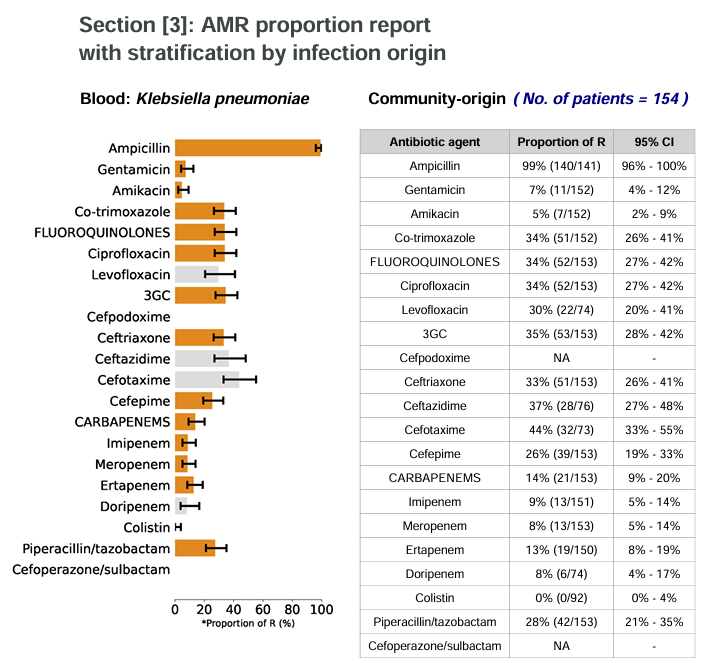 Section [3]: AMR proportion report
with stratification by infection origin
Blood: Klebsiella pneumoniae
Ampicillin
Gentamicin
Amikacin
Co-trimoxazole
FLUOROQUINOLONES
Ciprofloxacin
Levofloxacin
3GC
Cefpodoxime
Ceftriaxone
Ceftazidime
Cefotaxime
Cefepime
CARBAPENEMS
Imipenem
Meropenem
Ertapenem
Doripenem
Colistin
Piperacillin/tazobactam
Cefoperazone/sulbactam
0 20 40 60 80 100
*Proportion of R (%)
Community-origin ( No. of patients = 154 )
Antibiotic agent Proportion of R 95% CI
Ampicillin 99% (140/141) 96% - 100%
Gentamicin 7% (11/152) 4% - 12%
Amikacin 5% (7/152) 2% - 9%
Co-trimoxazole 34% (51/152) 26% - 41%
FLUOROQUINOLONES 34% (52/153) 27% - 42%
Ciprofloxacin 34% (52/153) 27% - 42%
Levofloxacin 30% (22/74) 20% - 41%
3GC 35% (53/153) 28% - 42%
Cefpodoxime NA -
Ceftriaxone 33% (51/153) 26% - 41%
Ceftazidime 37% (28/76) 27% - 48%
Cefotaxime 44% (32/73) 33% - 55%
Cefepime 26% (39/153) 19% - 33%
CARBAPENEMS 14% (21/153) 9% - 20%
Imipenem 9% (13/151) 5% - 14%
Meropenem 8% (13/153) 5% - 14%
Ertapenem 13% (19/150) 8% - 19%
Doripenem 8% (6/74) 4% - 17%
Colistin 0% (0/92) 0% - 4%
Piperacillin/tazobactam 28% (42/153) 21% - 35%
Cefoperazone/sulbactam NA -